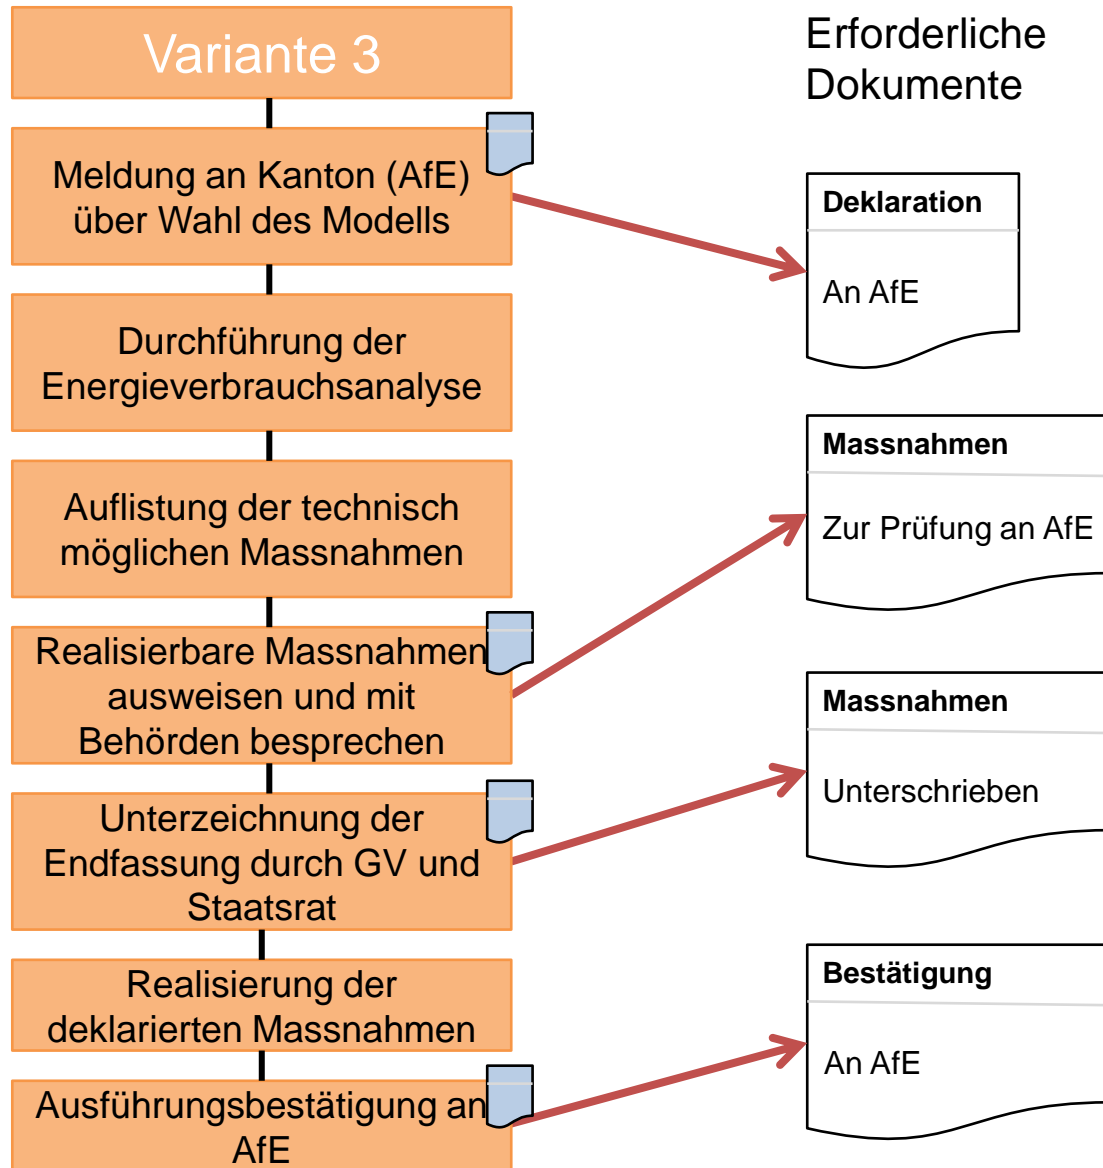 Variante 3
Meldung an Kanton (AfE)
über Wahl des Modells
Durchführung der
Energieverbrauchsanalyse
Auflistung der technisch
möglichen Massnahmen
Realisierbare Massnahmen
ausweisen und mit
Behörden besprechen
Unterzeichnung der
Endfassung durch GV und
Staatsrat
Realisierung der
deklarierten Massnahmen
Ausführungsbestätigung an
AfE
Erforderliche
Dokumente
Deklaration
An AfE
Massnahmen
Zur Prüfung an AfE
Massnahmen
Unterschrieben
Bestätigung
An AfE